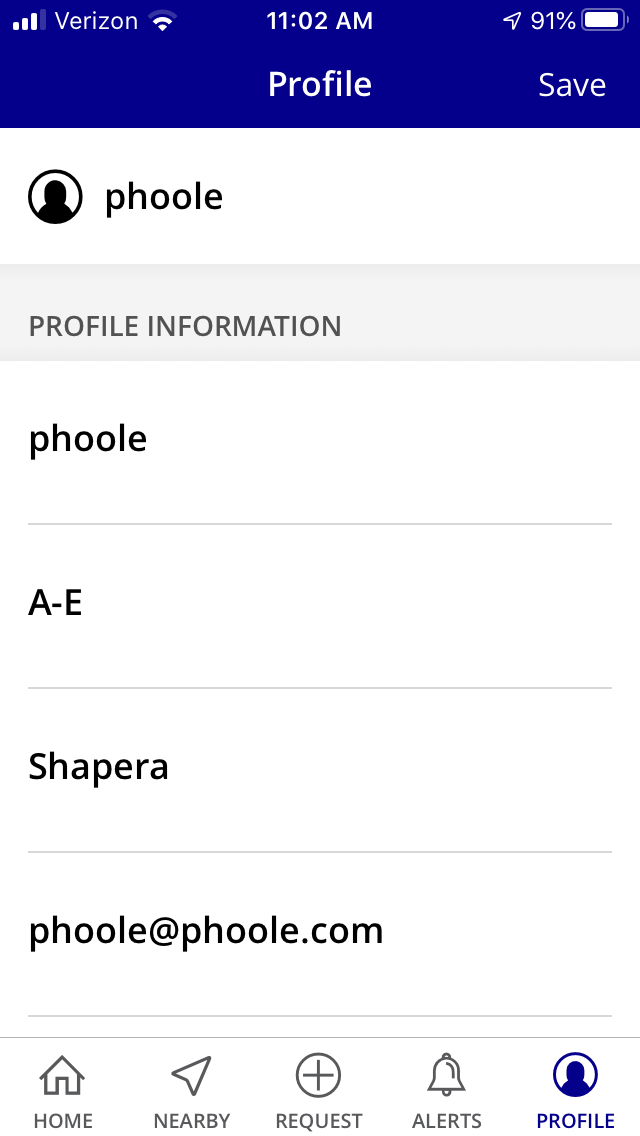 Verizon 11:02 AM 91%
Profile Save
phoole
PROFILE INFORMATION
phoole
A-E
Shapera
phoole@phoole.com
HOME NEARBY REQUEST ALERTS PROFILE